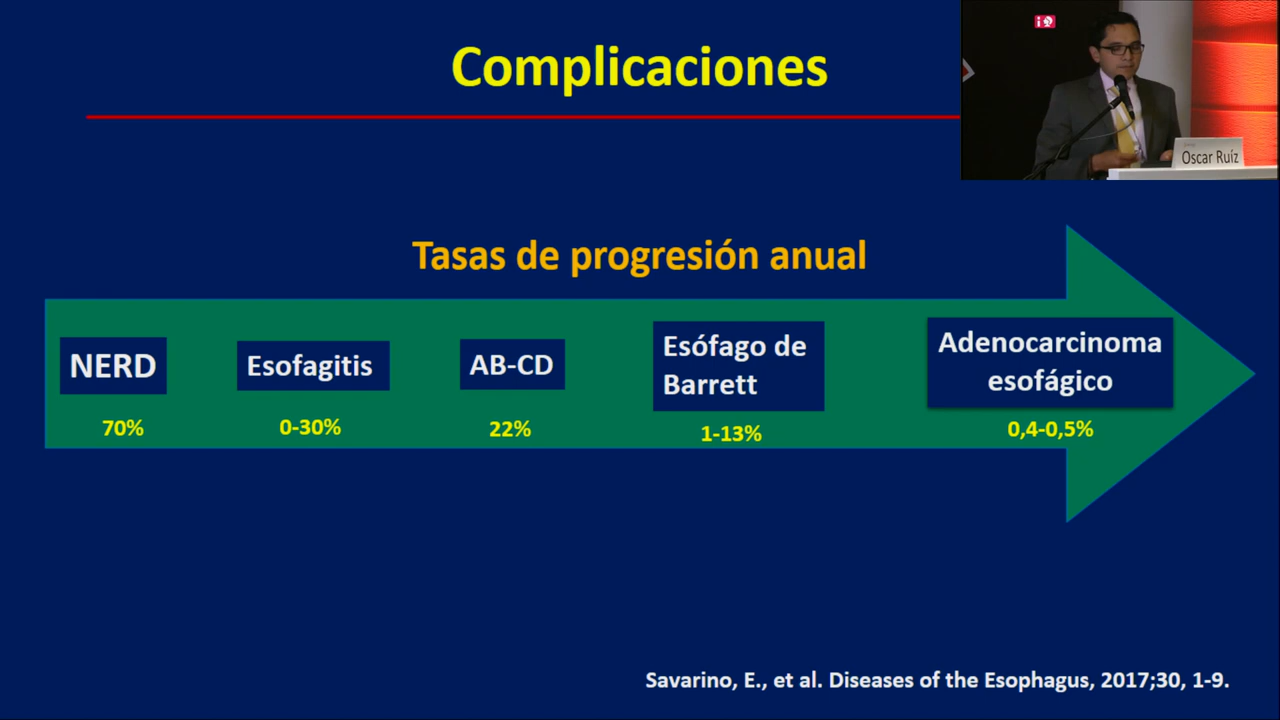 Complicaciones
Oscar Ruíz
Tasas de progresión anual
NERD
70%
Esofagitis
0-30%
AB-CD
22%
Esófago de
Barrett
1-13%
Adenocarcinoma
esofágico
0,4-0,5%
Savarino, E., et al. Diseases of the Esophagus, 2017;30, 1-9.